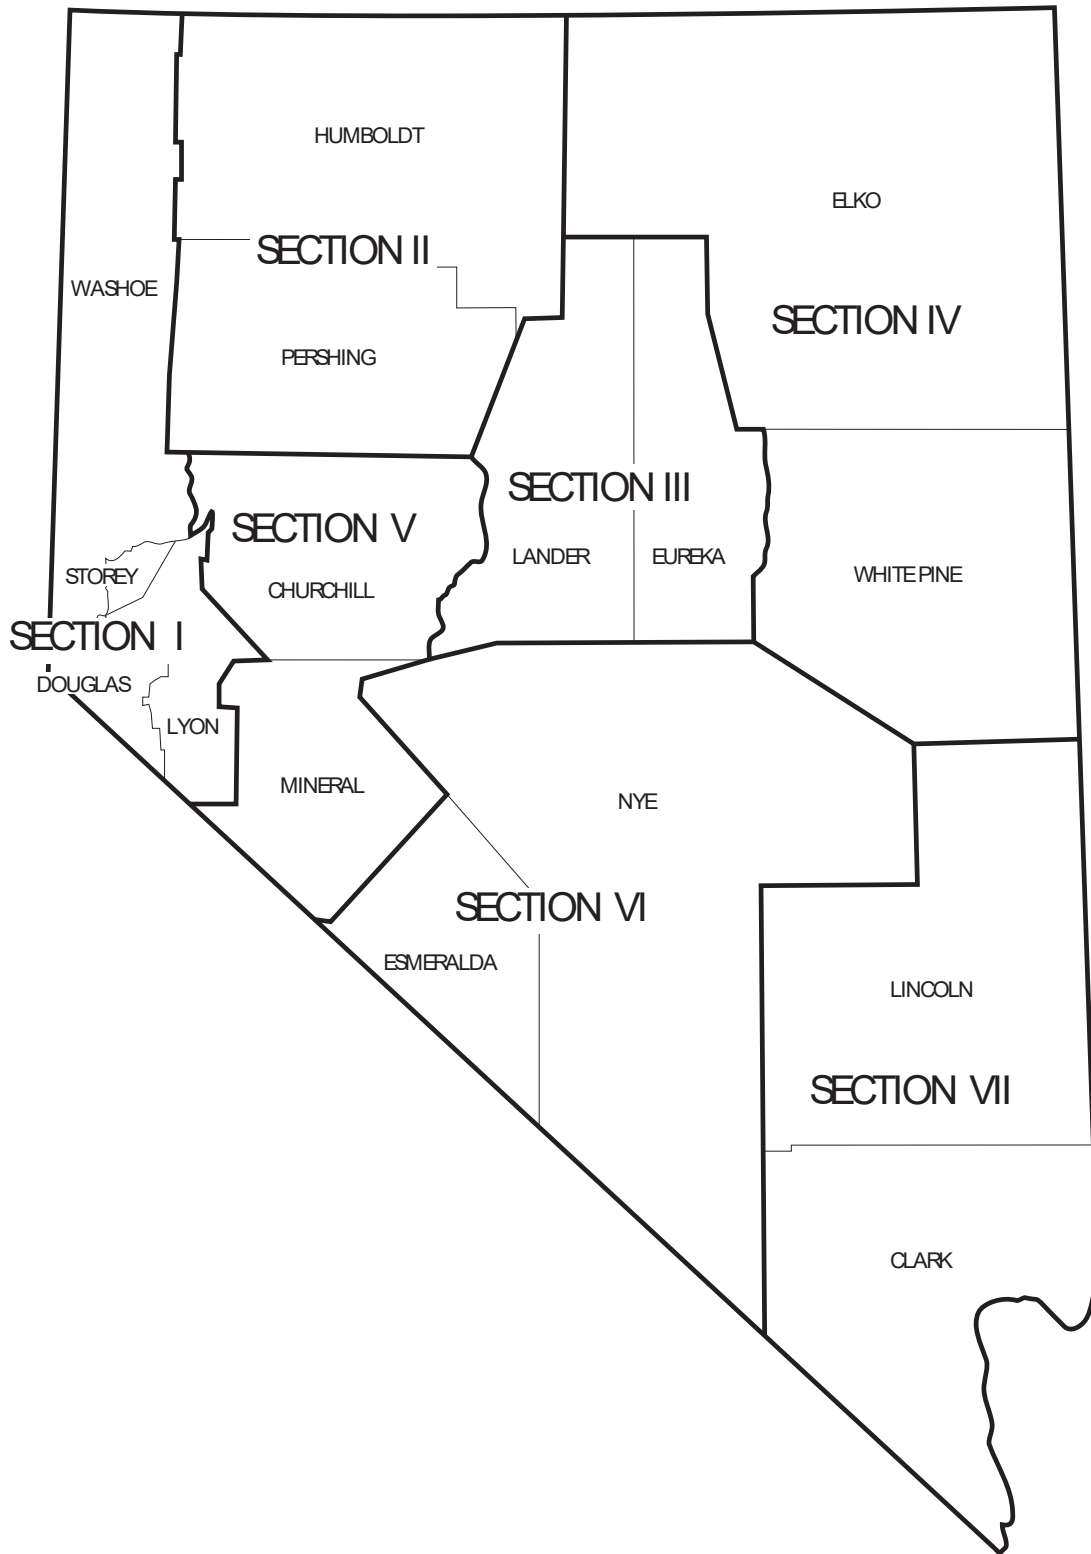 HUMBOLDT
ELKO
SECTION II
WASHOE
SECTION IV
PERSHING
SECTION III
SECTION V
LANDER
EUREKA
STOREY
WHITE PINE
CHURCHILL
SECTION I
DOUGLAS
LYON
MINERAL
NYE
SECTION VI
ESMERALDA
LINCOLN
SECTION VII
CLARK